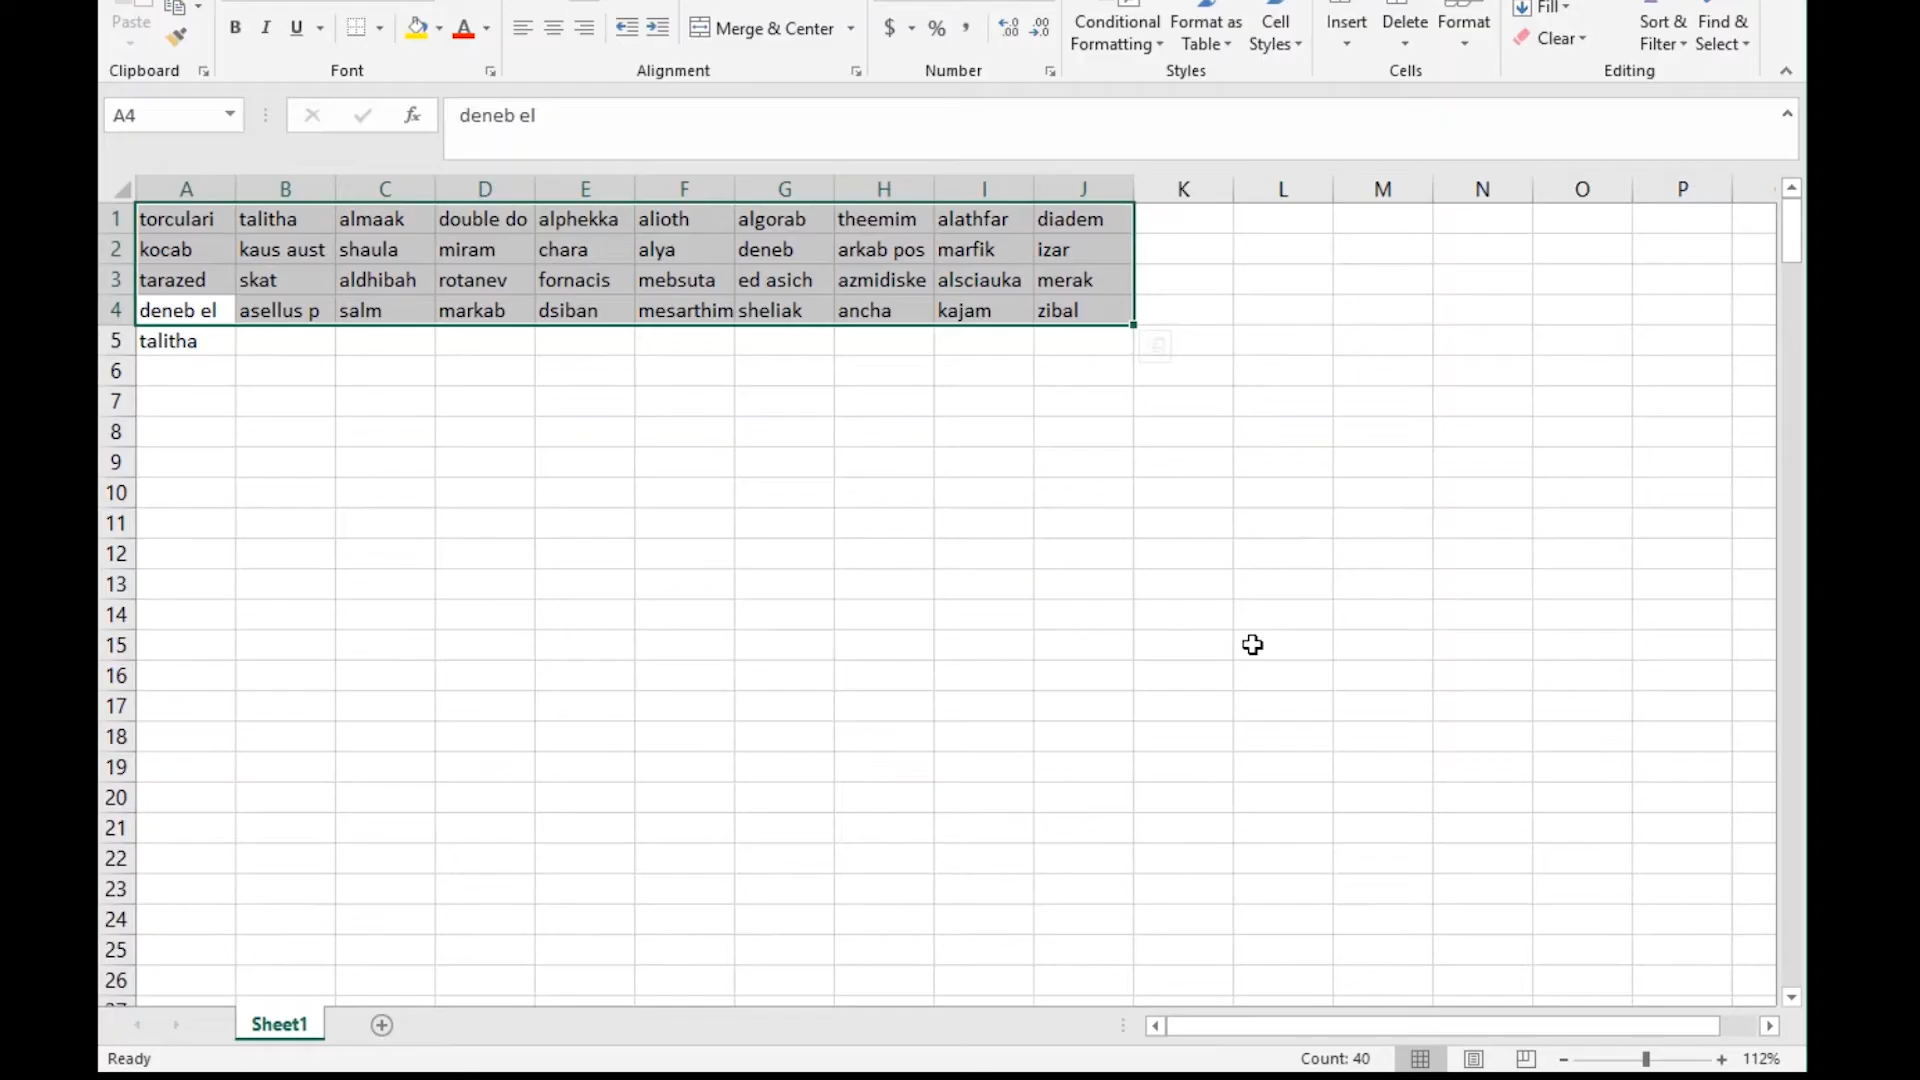 Paste
B I U
Merge & Center
$ % ,
Conditional Formatting
Format as Table
Cell Styles
Insert
Delete
Format
Fill
Clear
Sort & Filter
Find & Select
Clipboard
Font
Alignment
Number
Styles
Cells
Editing
A4
fx
deneb el
A B C D E F G H I J K L M N O P
1 torculari talitha almaak double do alphekka alioth algorab theemim alathfar diadem
2 kocab kaus aust shaula miram chara alya deneb arkab pos marfik izar
3 tarazed skat aldhibah rotanev fornacis mebsuta ed asich azmidiske alsciauka merak
4 deneb el asellus p salm markab dsiban mesarthim sheliak ancha kajam zibal
5 talitha
6
7
8
9
10
11
12
13
14
15
16
17
18
19
20
21
22
23
24
25
26
Sheet1
Ready
Count: 40
112%